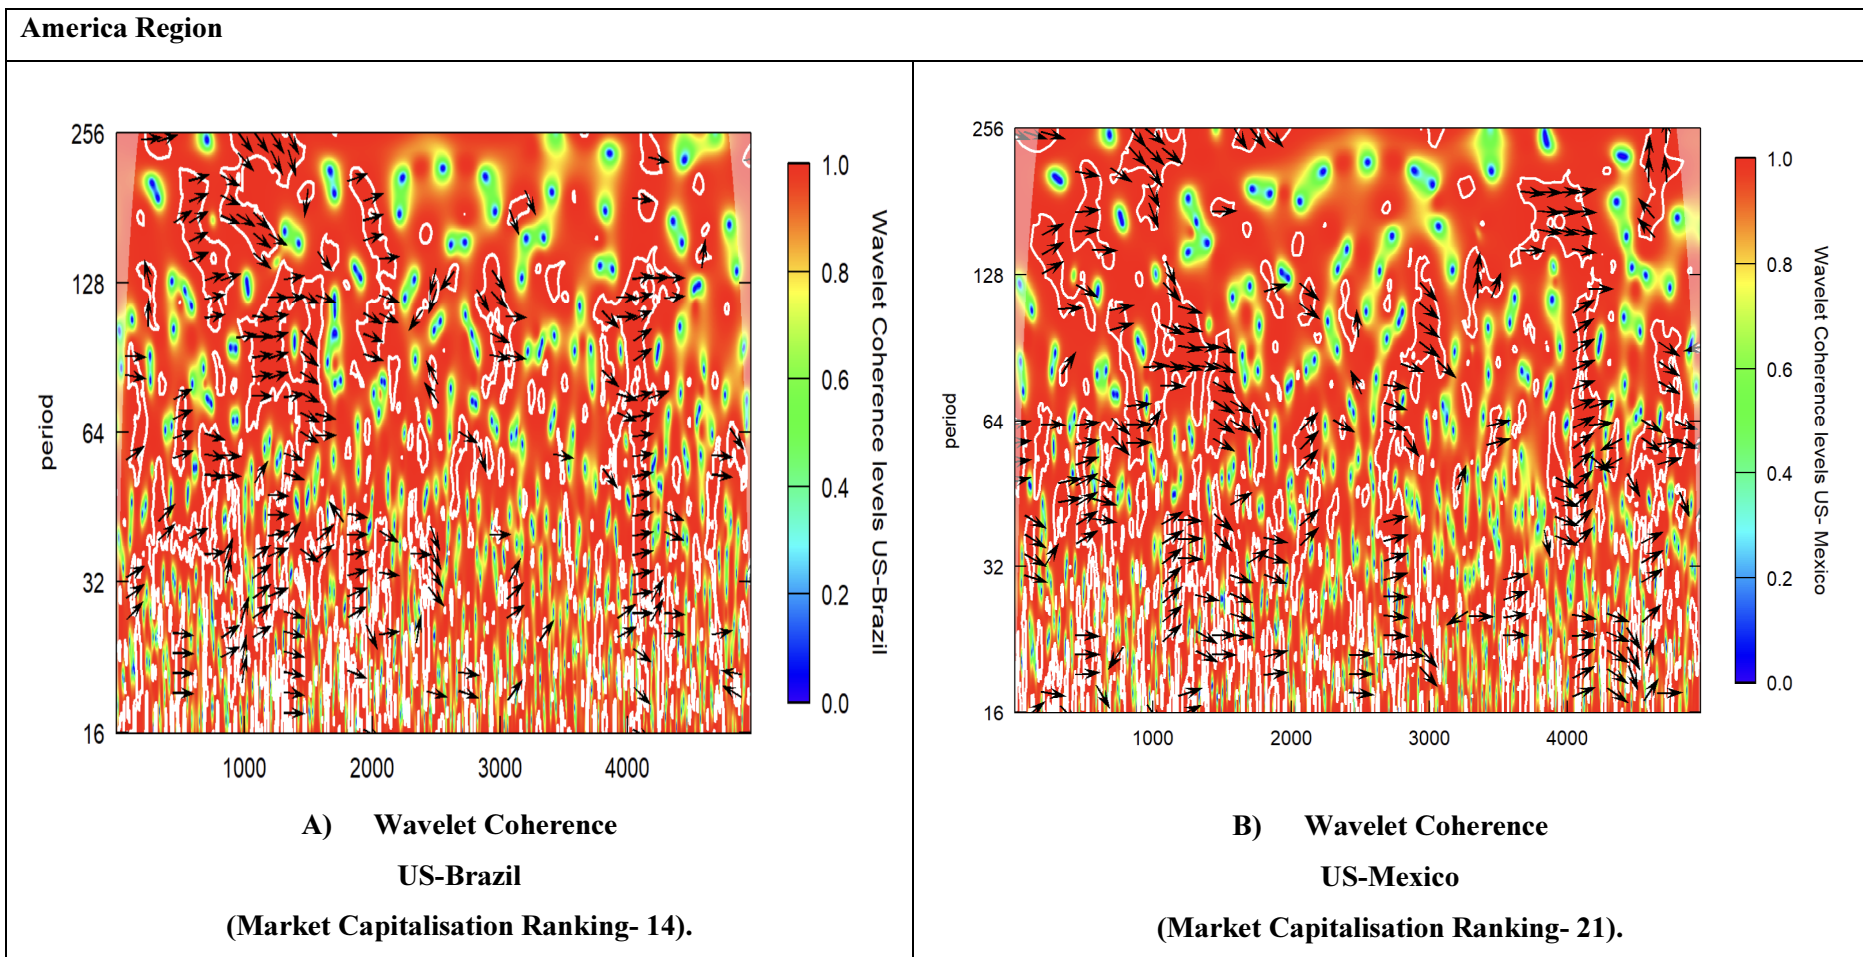 America Region
256
128
64
32
16
period
1000 2000 3000 4000
1.0
0.8
0.6
0.4
0.2
0.0
Wavelet Coherence levels US-Brazil
A) Wavelet Coherence
US-Brazil
(Market Capitalisation Ranking- 14).
256
128
64
32
16
period
1000 2000 3000 4000
1.0
0.8
0.6
0.4
0.2
0.0
Wavelet Coherence levels US- Mexico
B) Wavelet Coherence
US-Mexico
(Market Capitalisation Ranking- 21).